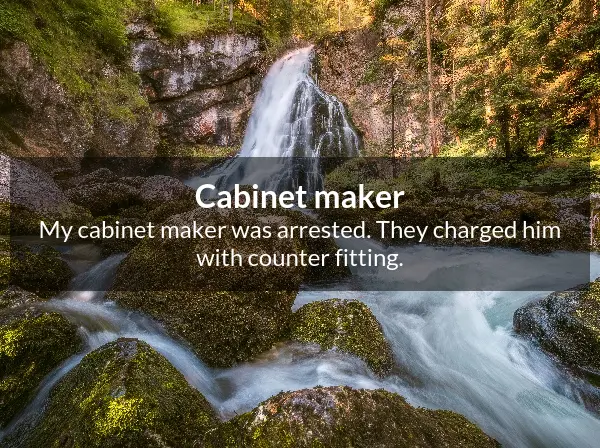 Cabinet maker
My cabinet maker was arrested. They charged him
with counter fitting.